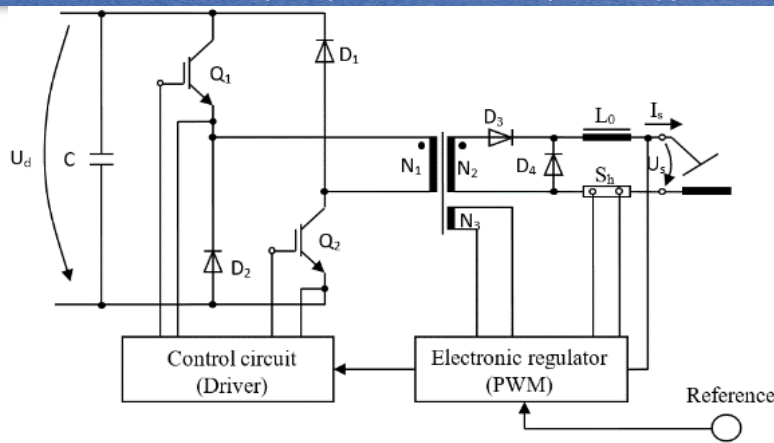 Q1
D1
Ud
C
D2
Q2
N1
N2
N3
D3
D4
L0
Is
Us
Sh
Control circuit
(Driver)
Electronic regulator
(PWM)
Reference